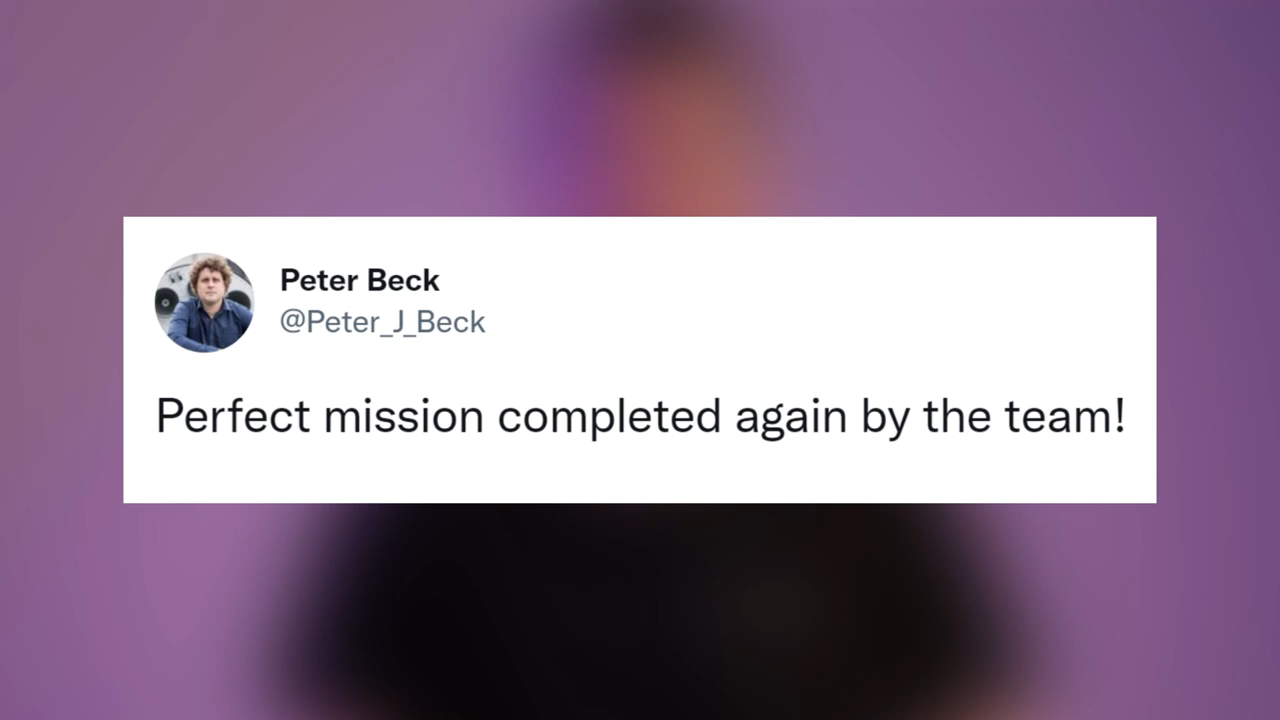 Peter Beck
@Peter_J_Beck
Perfect mission completed again by the team!